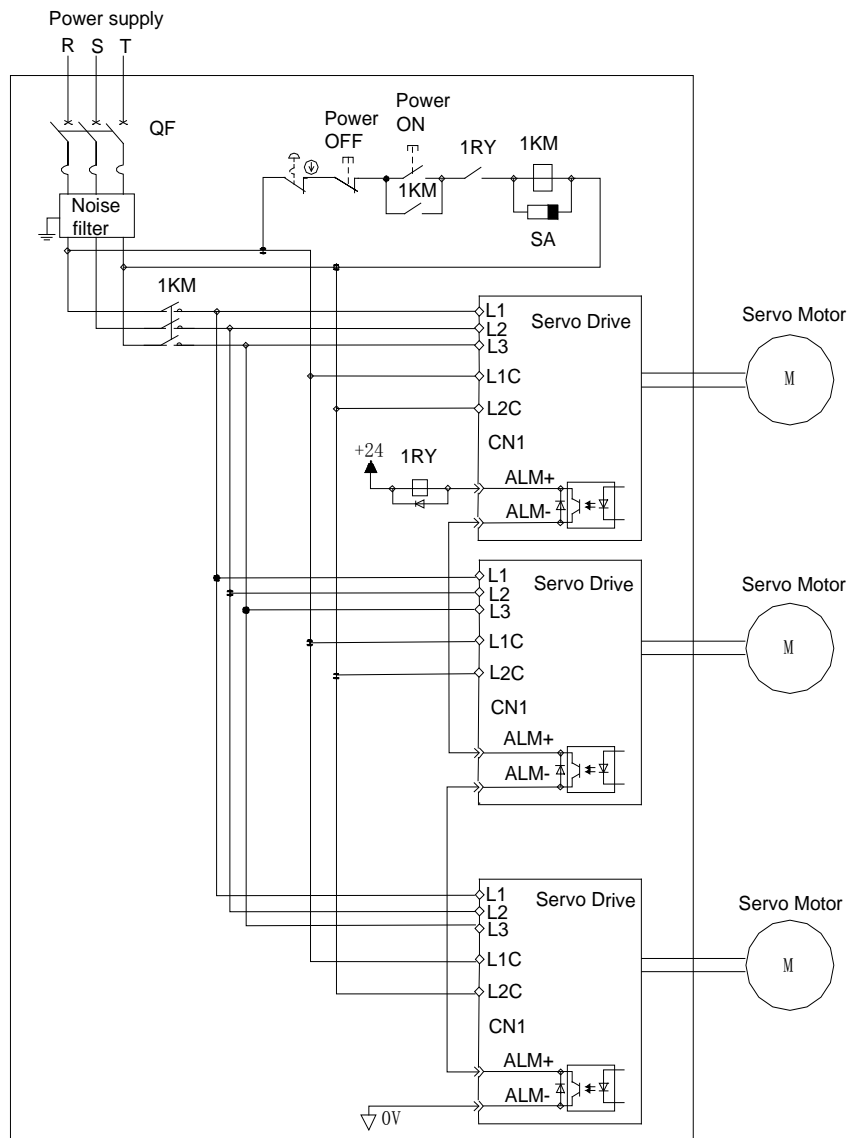 Power supply
R S T
QF
Power OFF
Power ON
1RY
1KM
1KM
SA
Noise filter
1KM
L1
L2
L3
L1C
L2C
CN1
ALM+
ALM-
Servo Drive
Servo Motor
M
+24
1RY
L1
L2
L3
L1C
L2C
CN1
ALM+
ALM-
Servo Drive
Servo Motor
M
L1
L2
L3
L1C
L2C
CN1
ALM+
ALM-
Servo Drive
Servo Motor
M
0V